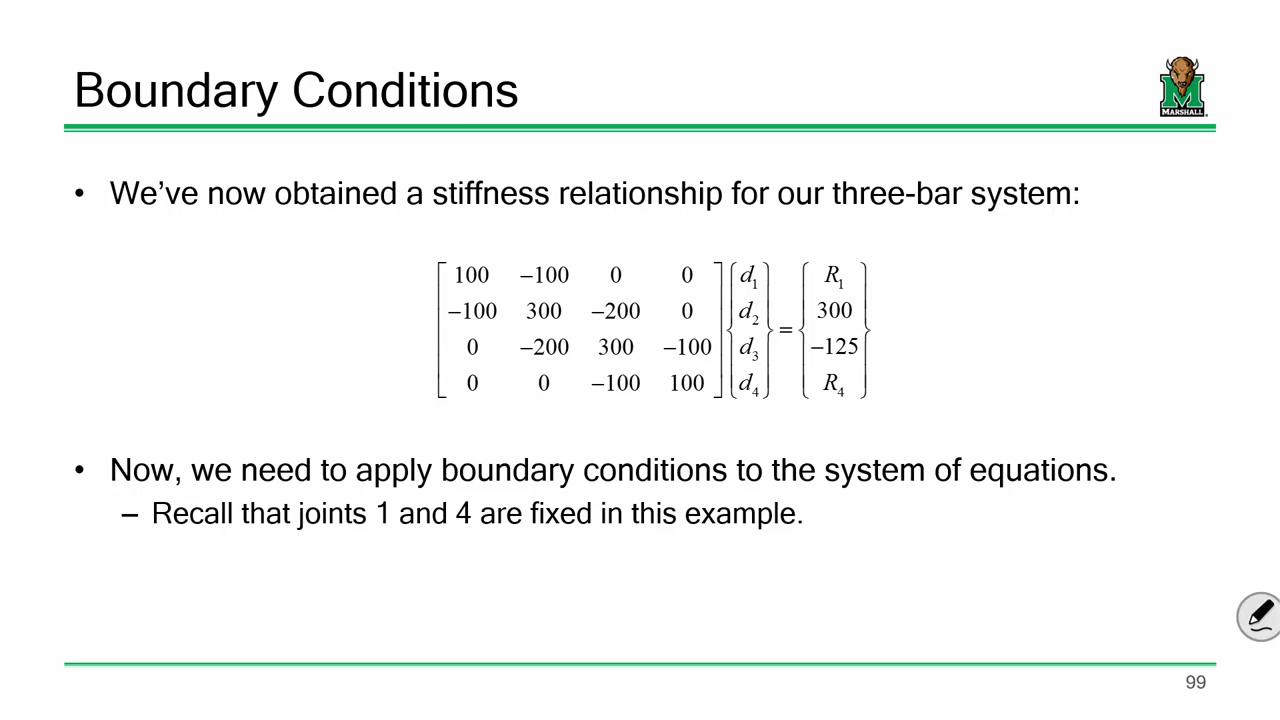 Boundary Conditions
MARSHALL
• We’ve now obtained a stiffness relationship for our three-bar system:
100 −100 0 0 d1 R1
−100 300 −200 0 d2 300
0 −200 300 −100 d3 = −125
0 0 −100 100 d4 R4
• Now, we need to apply boundary conditions to the system of equations.
– Recall that joints 1 and 4 are fixed in this example.
99